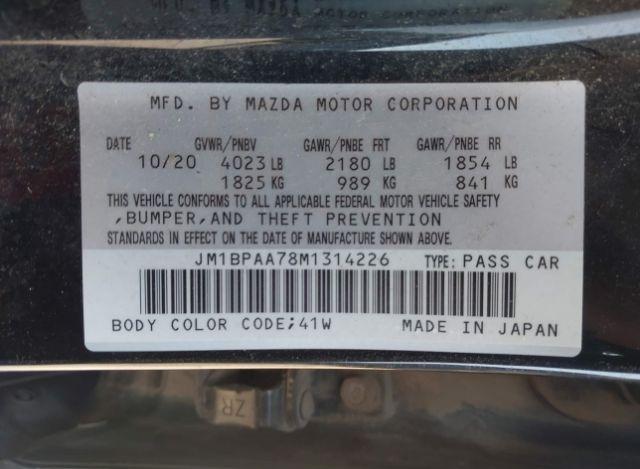 MFD. BY MAZDA MOTOR CORPORATION
DATE GVWR/PNBV GAWR/PNBE FRT GAWR/PNBE RR
10/20 4023 LB 2180 LB 1854 LB
1825 KG 989 KG 841 KG
THIS VEHICLE CONFORMS TO ALL APPLICABLE FEDERAL MOTOR VEHICLE SAFETY
,BUMPER,AND THEFT PREVENTION
STANDARDS IN EFFECT ON THE DATE OF MANUFACTURE SHOWN ABOVE.
JM1BPAA78M1314226 TYPE: PASS CAR
BODY COLOR CODE;41W MADE IN JAPAN
ZR